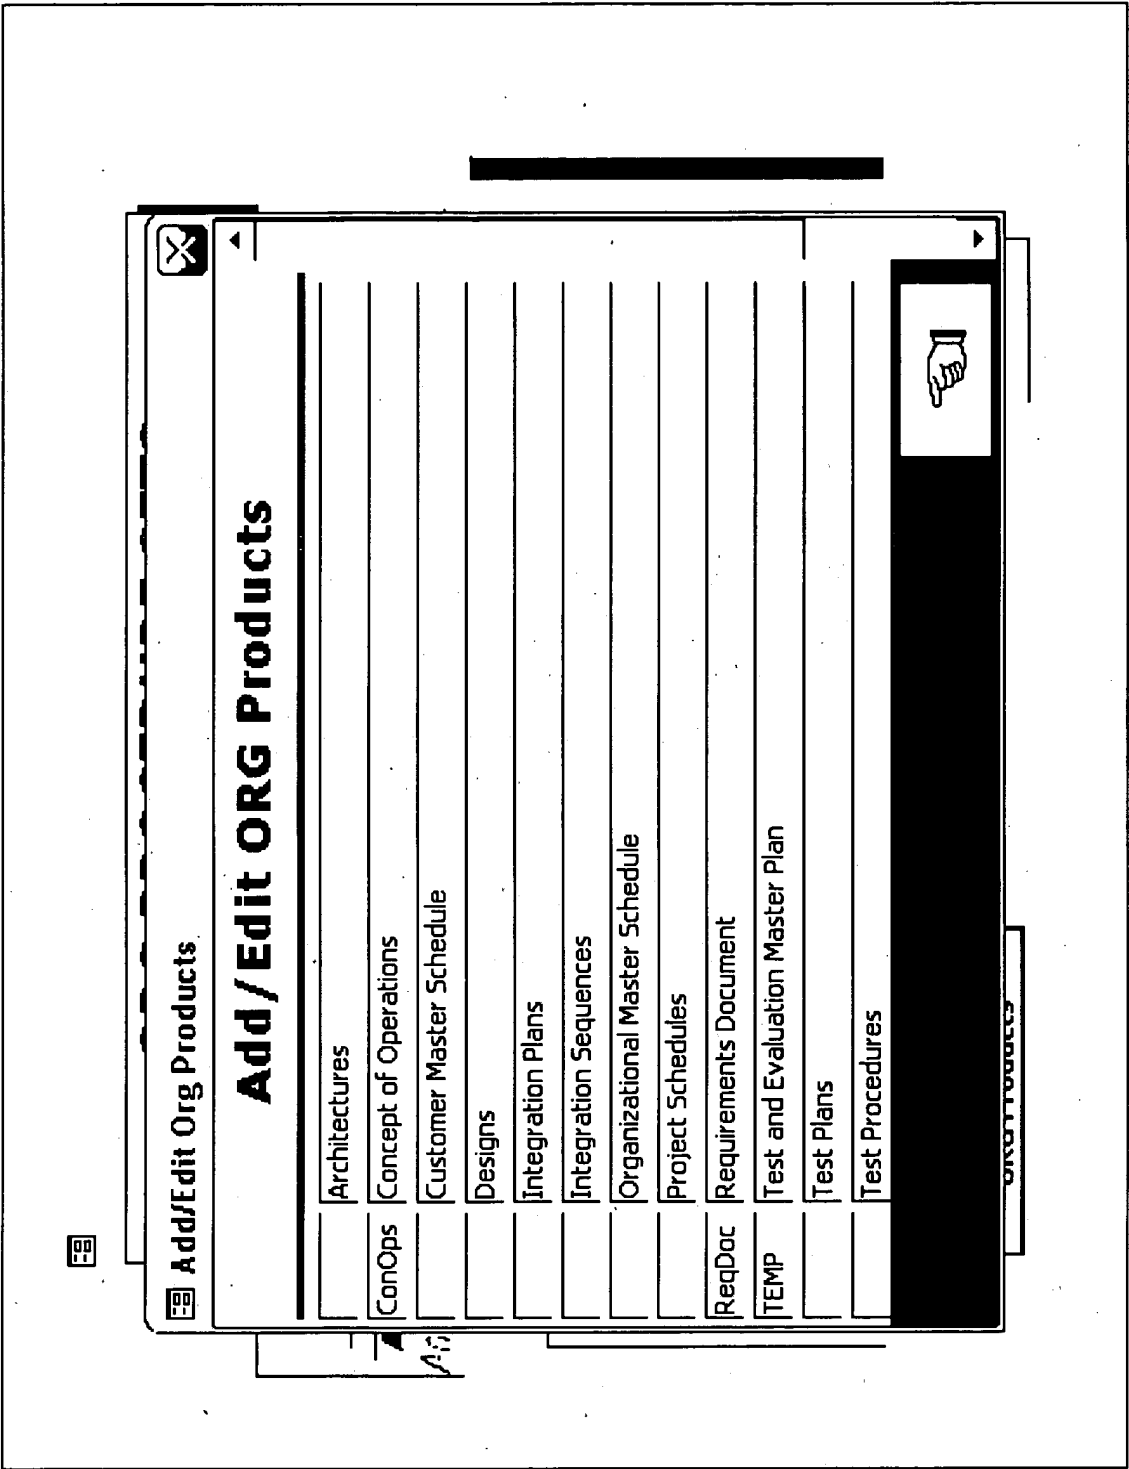 Add/Edit Org Products
Add/Edit ORG Products
Architectures
ConOps Concept of Operations
Customer Master Schedule
Designs
Integration Plans
Integration Sequences
Organizational Master Schedule
Project Schedules
ReqDoc Requirements Document
TEMP Test and Evaluation Master Plan
Test Plans
Test Procedures